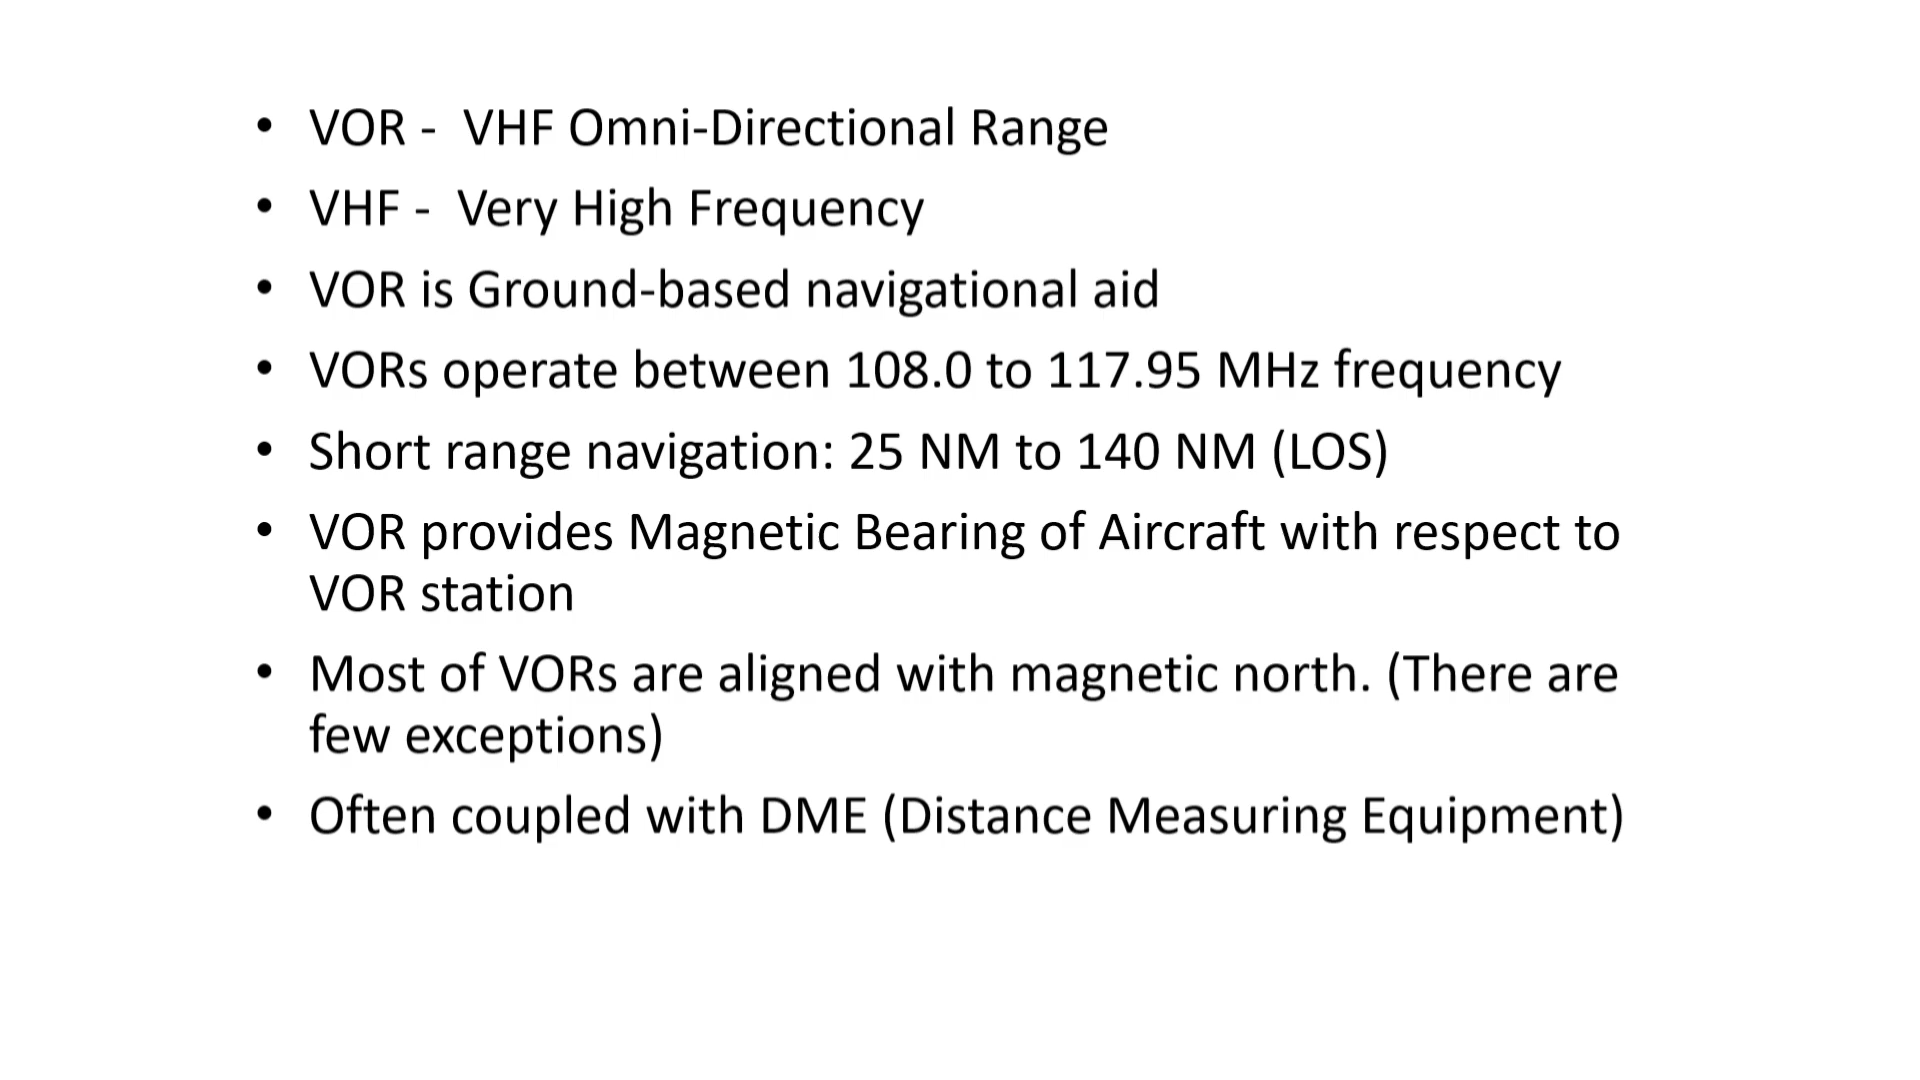 • VOR -  VHF Omni-Directional Range
• VHF -  Very High Frequency
• VOR is Ground-based navigational aid
• VORs operate between 108.0 to 117.95 MHz frequency
• Short range navigation: 25 NM to 140 NM (LOS)
• VOR provides Magnetic Bearing of Aircraft with respect to
VOR station
• Most of VORs are aligned with magnetic north. (There are
few exceptions)
• Often coupled with DME (Distance Measuring Equipment)